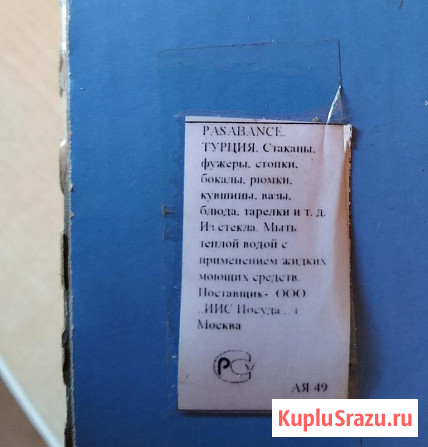 PASABANCE.
ТУРЦИЯ. Стаканы,
фужеры, стопки,
бокалы, рюмки,
кувшины, вазы,
блюда, тарелки и т. д.
Из стекла. Мыть
теплой водой с
применением жидких
моющих средств.
Поставщик- ООО
Посуда
Москва
АЯ 49
KupluSrazu.ru